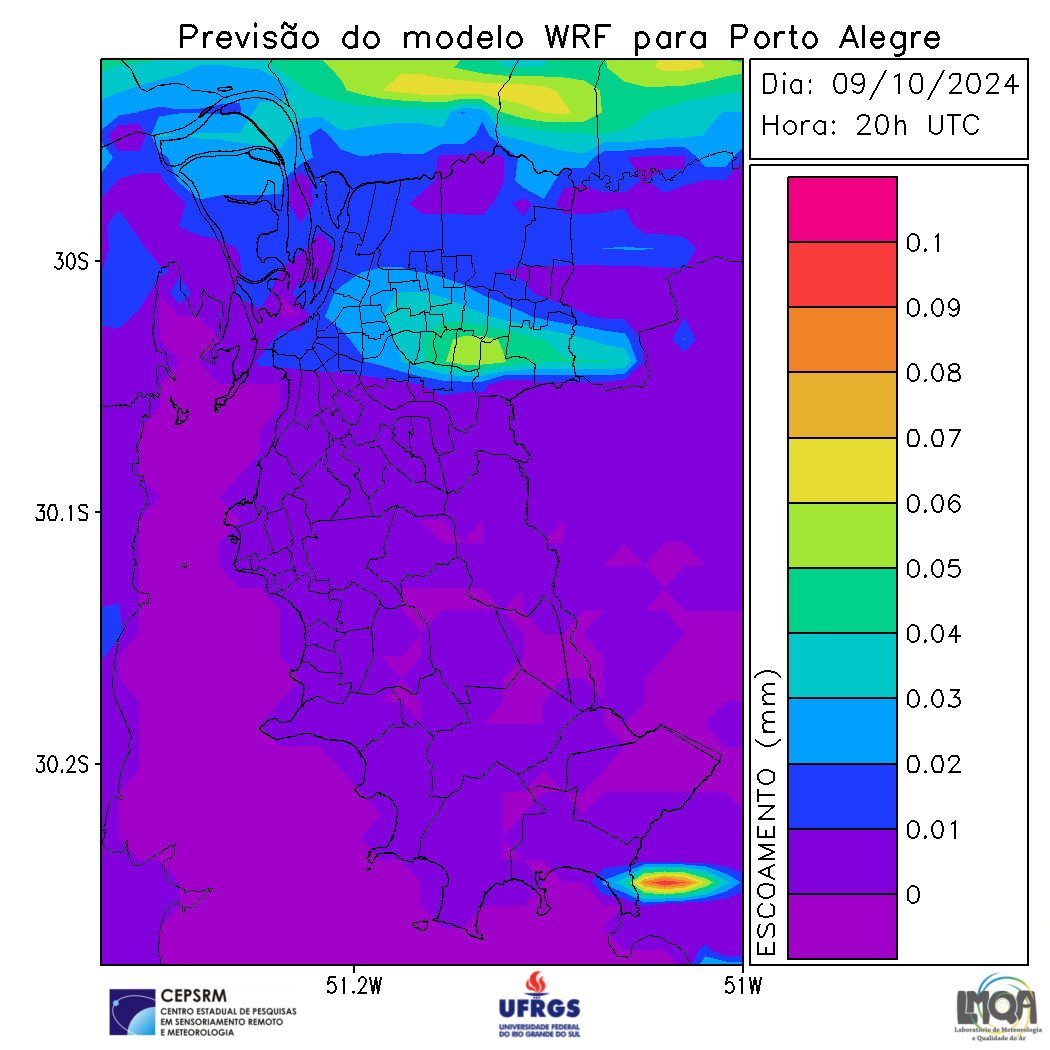 Previsão do modelo WRF para Porto Alegre
Dia: 09/10/2024
Hora: 20h UTC
30S
30.1S
30.2S
51.2W
51W
ESCOAMENTO (mm)
0.1
0.09
0.08
0.07
0.06
0.05
0.04
0.03
0.02
0.01
0
CEPSRM
CENTRO ESTADUAL DE PESQUISAS
EM SENSORIAMENTO REMOTO
E METEOROLOGIA
UFRGS
UNIVERSIDADE FEDERAL
DO RIO GRANDE DO SUL
LMQA
Laboratório de Meteorologia
e Qualidade do Ar